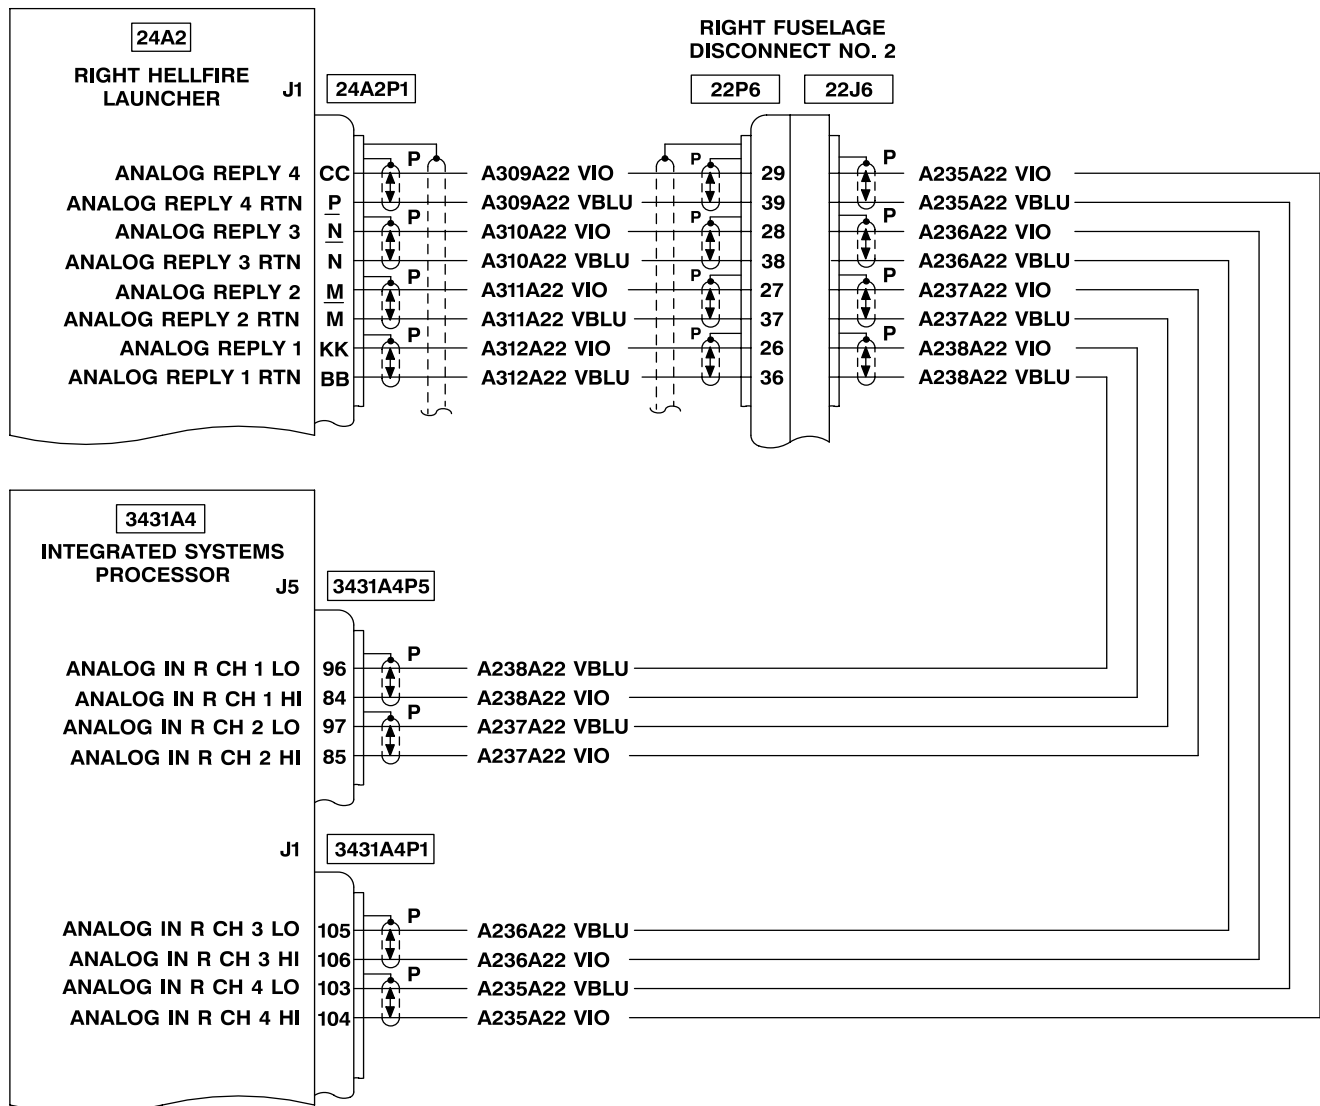 24A2
RIGHT HELLFIRE
LAUNCHER
J1
24A2P1
RIGHT FUSELAGE
DISCONNECT NO. 2
22P6
22J6
ANALOG REPLY 4 CC P A309A22 VIO P 29 P A235A22 VIO
ANALOG REPLY 4 RTN P A309A22 VBLU 39 A235A22 VBLU
ANALOG REPLY 3 N P A310A22 VIO P 28 P A236A22 VIO
ANALOG REPLY 3 RTN N A310A22 VBLU 38 A236A22 VBLU
ANALOG REPLY 2 M P A311A22 VIO P 27 P A237A22 VIO
ANALOG REPLY 2 RTN M A311A22 VBLU 37 A237A22 VBLU
ANALOG REPLY 1 KK P A312A22 VIO P 26 P A238A22 VIO
ANALOG REPLY 1 RTN BB A312A22 VBLU 36 A238A22 VBLU
3431A4
INTEGRATED SYSTEMS
PROCESSOR
J5
3431A4P5
ANALOG IN R CH 1 LO 96 P A238A22 VBLU
ANALOG IN R CH 1 HI 84 A238A22 VIO
ANALOG IN R CH 2 LO 97 P A237A22 VBLU
ANALOG IN R CH 2 HI 85 A237A22 VIO
J1
3431A4P1
ANALOG IN R CH 3 LO 105 P A236A22 VBLU
ANALOG IN R CH 3 HI 106 A236A22 VIO
ANALOG IN R CH 4 LO 103 P A235A22 VBLU
ANALOG IN R CH 4 HI 104 A235A22 VIO